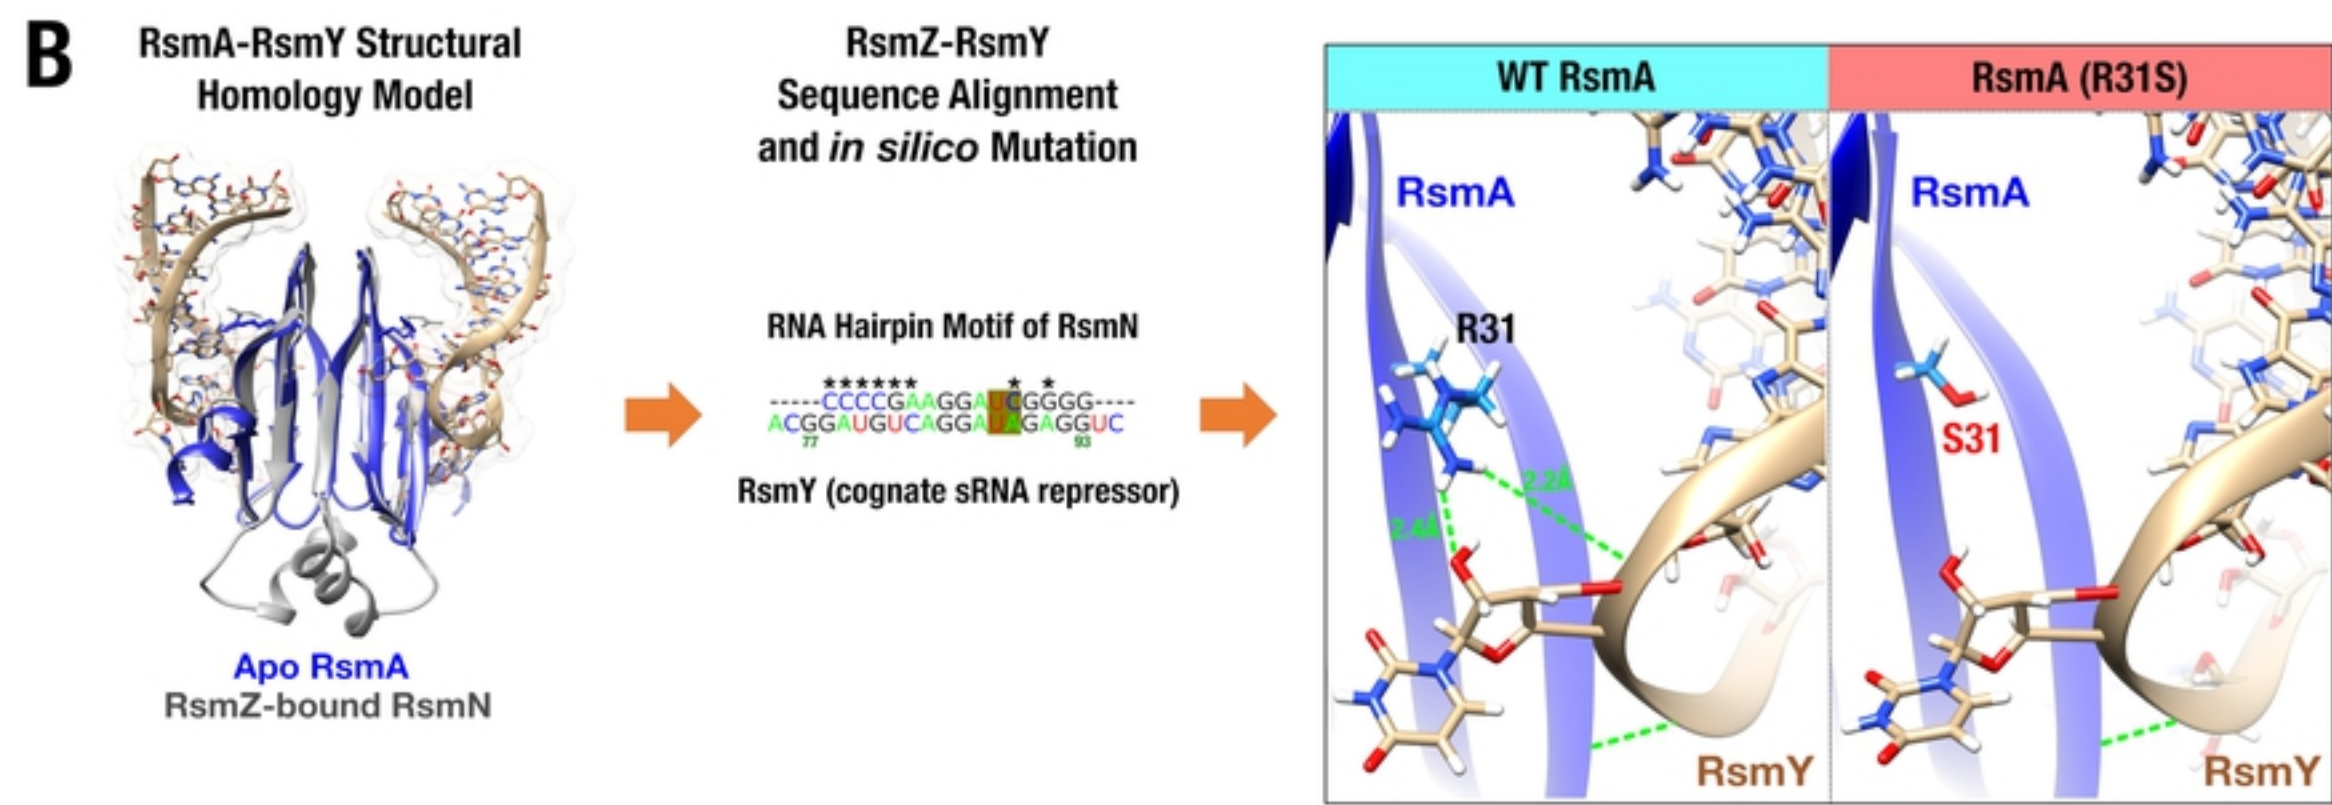 B
RsmA-RsmY Structural
Homology Model
Apo RsmA
RsmZ-bound RsmN
RsmZ-RsmY
Sequence Alignment
and in silico Mutation
RNA Hairpin Motif of RsmN
****** * *
-----CCCCGAAGGAUCGGGG----
ACGGAUGUCAGGAUAGAGGUC
77 93
RsmY (cognate sRNA repressor)
WT RsmA
RsmA
R31
2.2Å
2.4Å
RsmY
RsmA (R31S)
RsmA
S31
RsmY